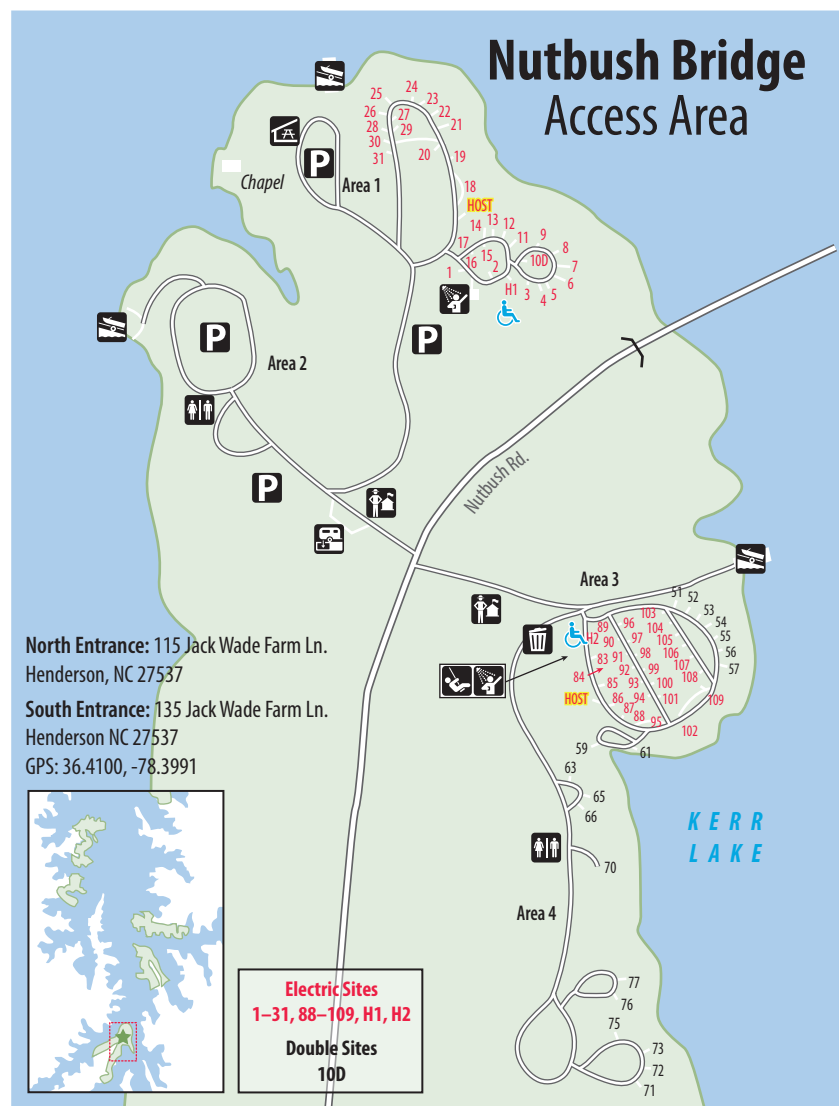 Nutbush Bridge
Access Area
Chapel
Area 1
P
25
24
23
26
27
22
28
29
21
30
31
20
19
18
HOST
14
13
12
11
9
17
8
16
15
2
10D
7
1
6
H1
3
4
5
P
P
Area 2
P
Nutbush Rd.
Area 3
51
52
103
53
89
96
104
54
H2
90
97
105
55
83
91
98
106
56
84
92
99
107
57
85
93
100
108
HOST
86
94
101
109
87
88
95
102
59
61
63
65
66
70
Area 4
77
76
75
73
72
71
North Entrance: 115 Jack Wade Farm Ln.
Henderson, NC 27537
South Entrance: 135 Jack Wade Farm Ln.
Henderson NC 27537
GPS: 36.4100, -78.3991
KERR
LAKE
Electric Sites
1–31, 88–109, H1, H2
Double Sites
10D